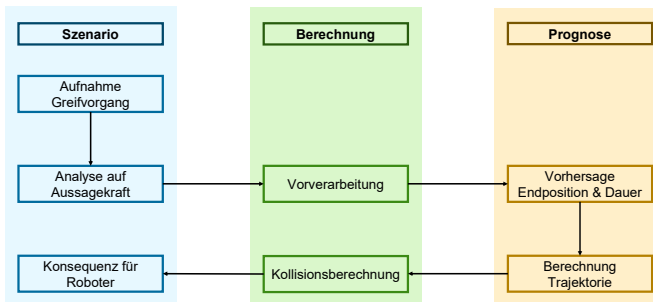 Szenario
Berechnung
Prognose
Aufnahme
Greifvorgang
Analyse auf
Aussagekraft
Vorverarbeitung
Vorhersage
Endposition & Dauer
Konsequenz für
Roboter
Kollisionsberechnung
Berechnung
Trajektorie